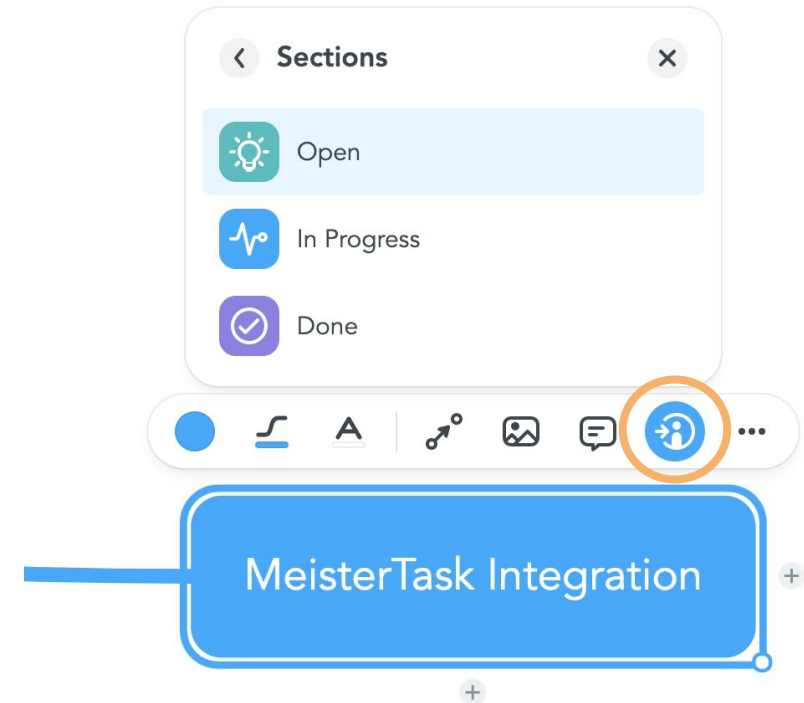 Sections
Open
In Progress
Done
A
MeisterTask Integration